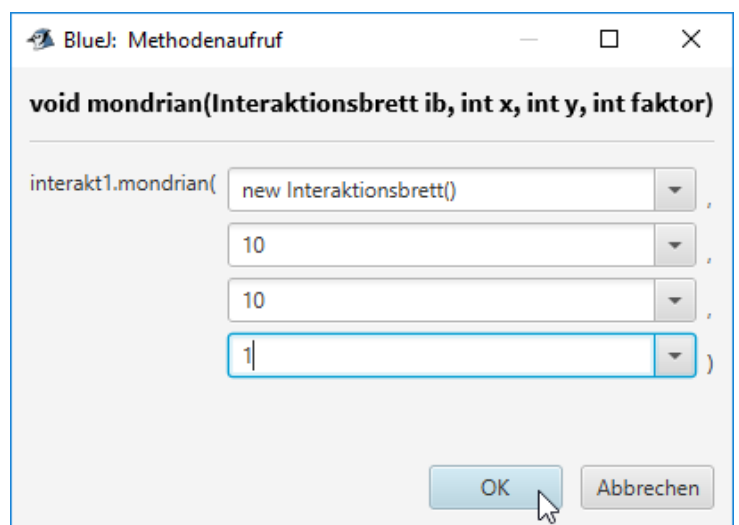 BlueJ: Methodenaufruf
void mondrian(Interaktionsbrett ib, int x, int y, int faktor)
interakt1.mondrian( new Interaktionsbrett() ,
10 ,
10 ,
1 )
OK Abbrechen